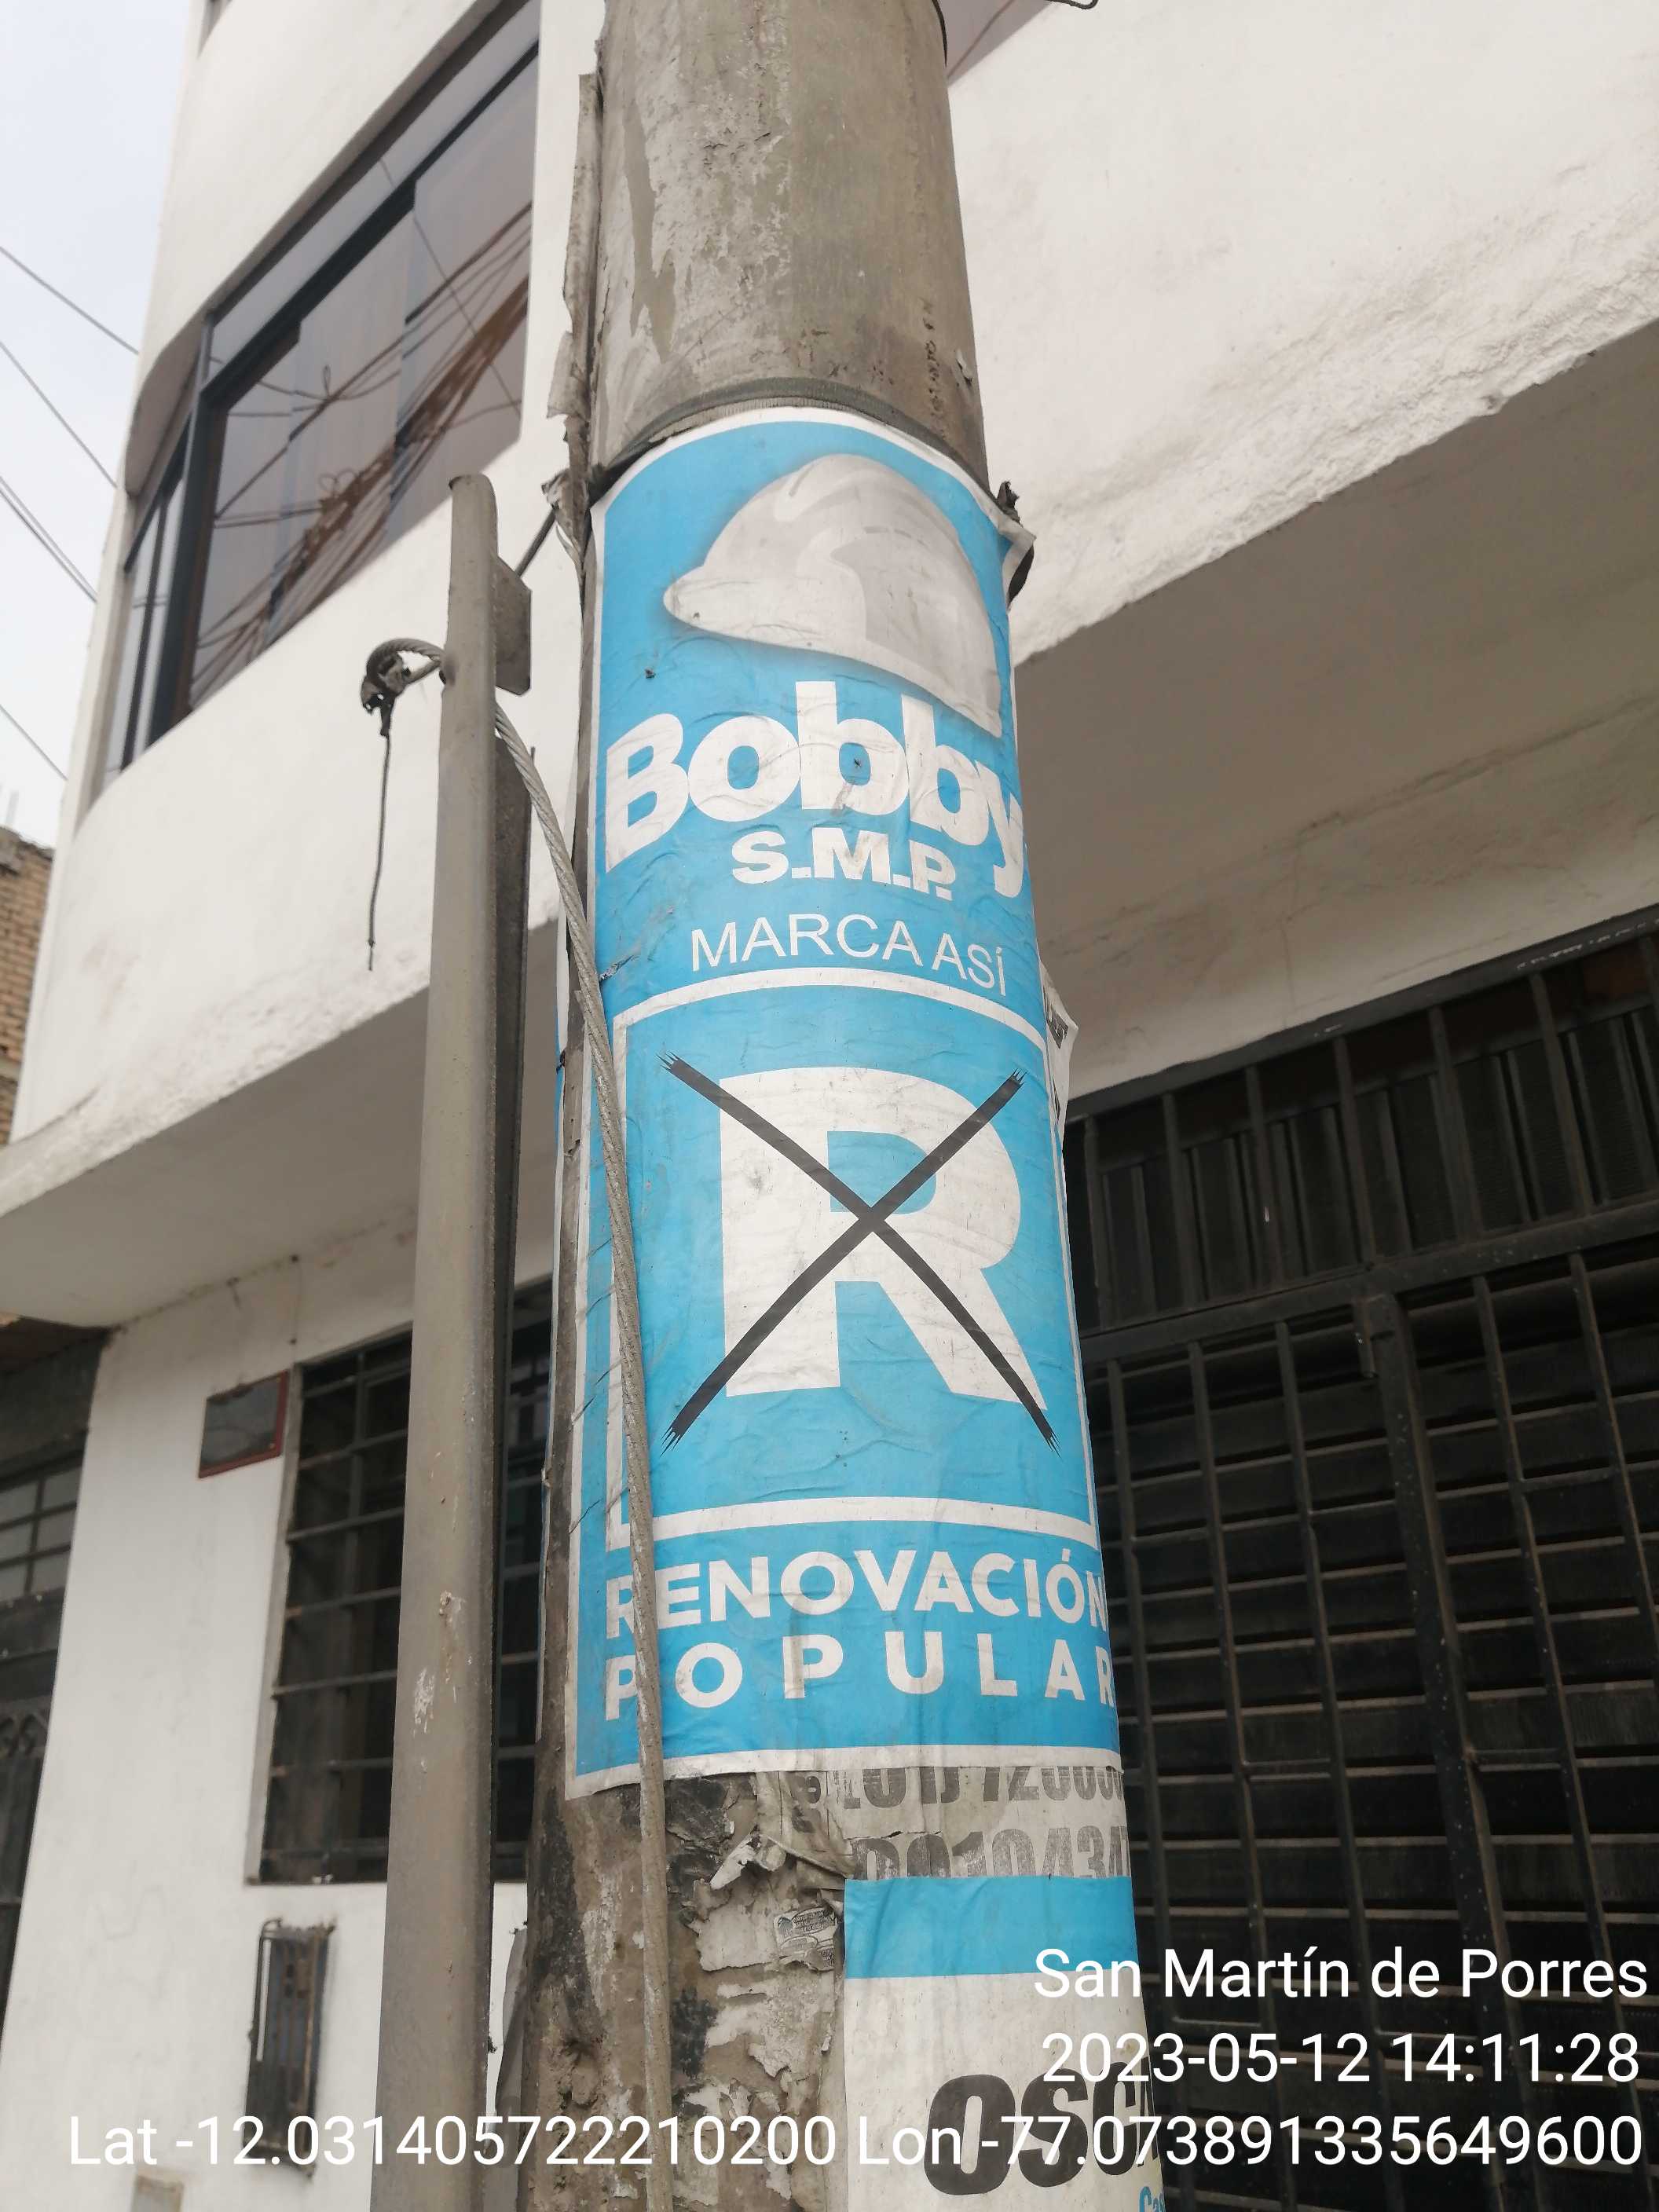 Bobby
S.M.P.
MARCA ASÍ
R
RENOVACIÓN
POPULAR
San Martín de Porres
2023-05-12 14:11:28
Lat -12.031405722210200 Lon -77.073891335649600